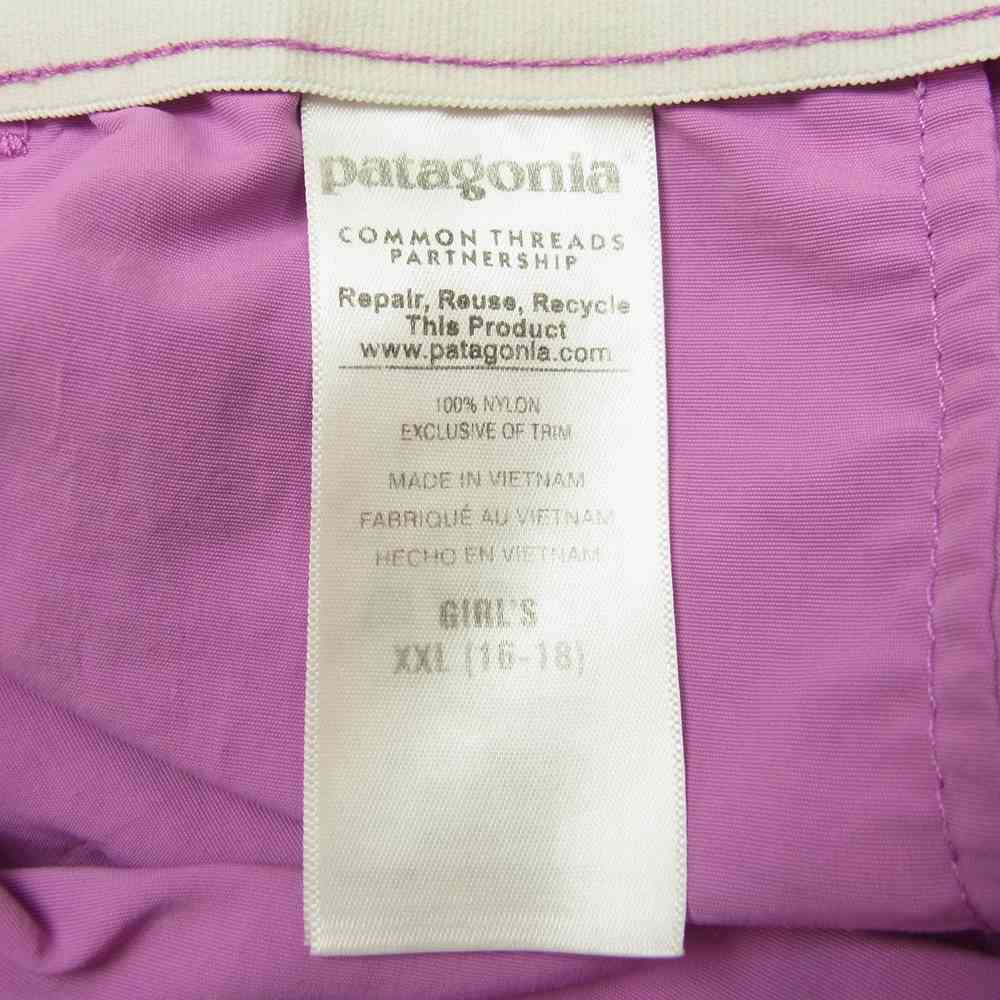 patagonia®
COMMON THREADS
PARTNERSHIP
Repair, Reuse, Recycle
This Product
www.patagonia.com
100% NYLON
EXCLUSIVE OF TRIM
MADE IN VIETNAM
FABRIQUÉ AU VIETNAM
HECHO EN VIETNAM
GIRL'S
XXL (16-18)